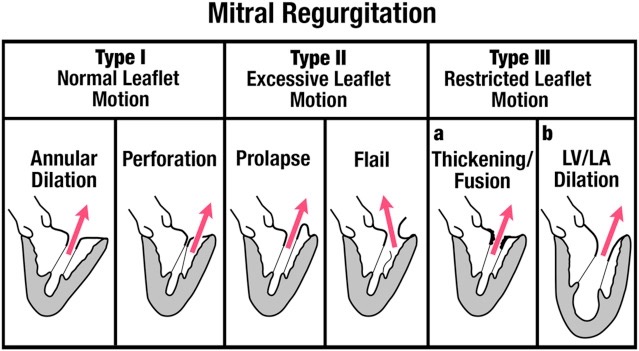 Mitral Regurgitation
Type I
Normal Leaflet
Motion
Type II
Excessive Leaflet
Motion
Type III
Restricted Leaflet
Motion
Annular
Dilation
Perforation
Prolapse
Flail
a
Thickening/
Fusion
b
LV/LA
Dilation